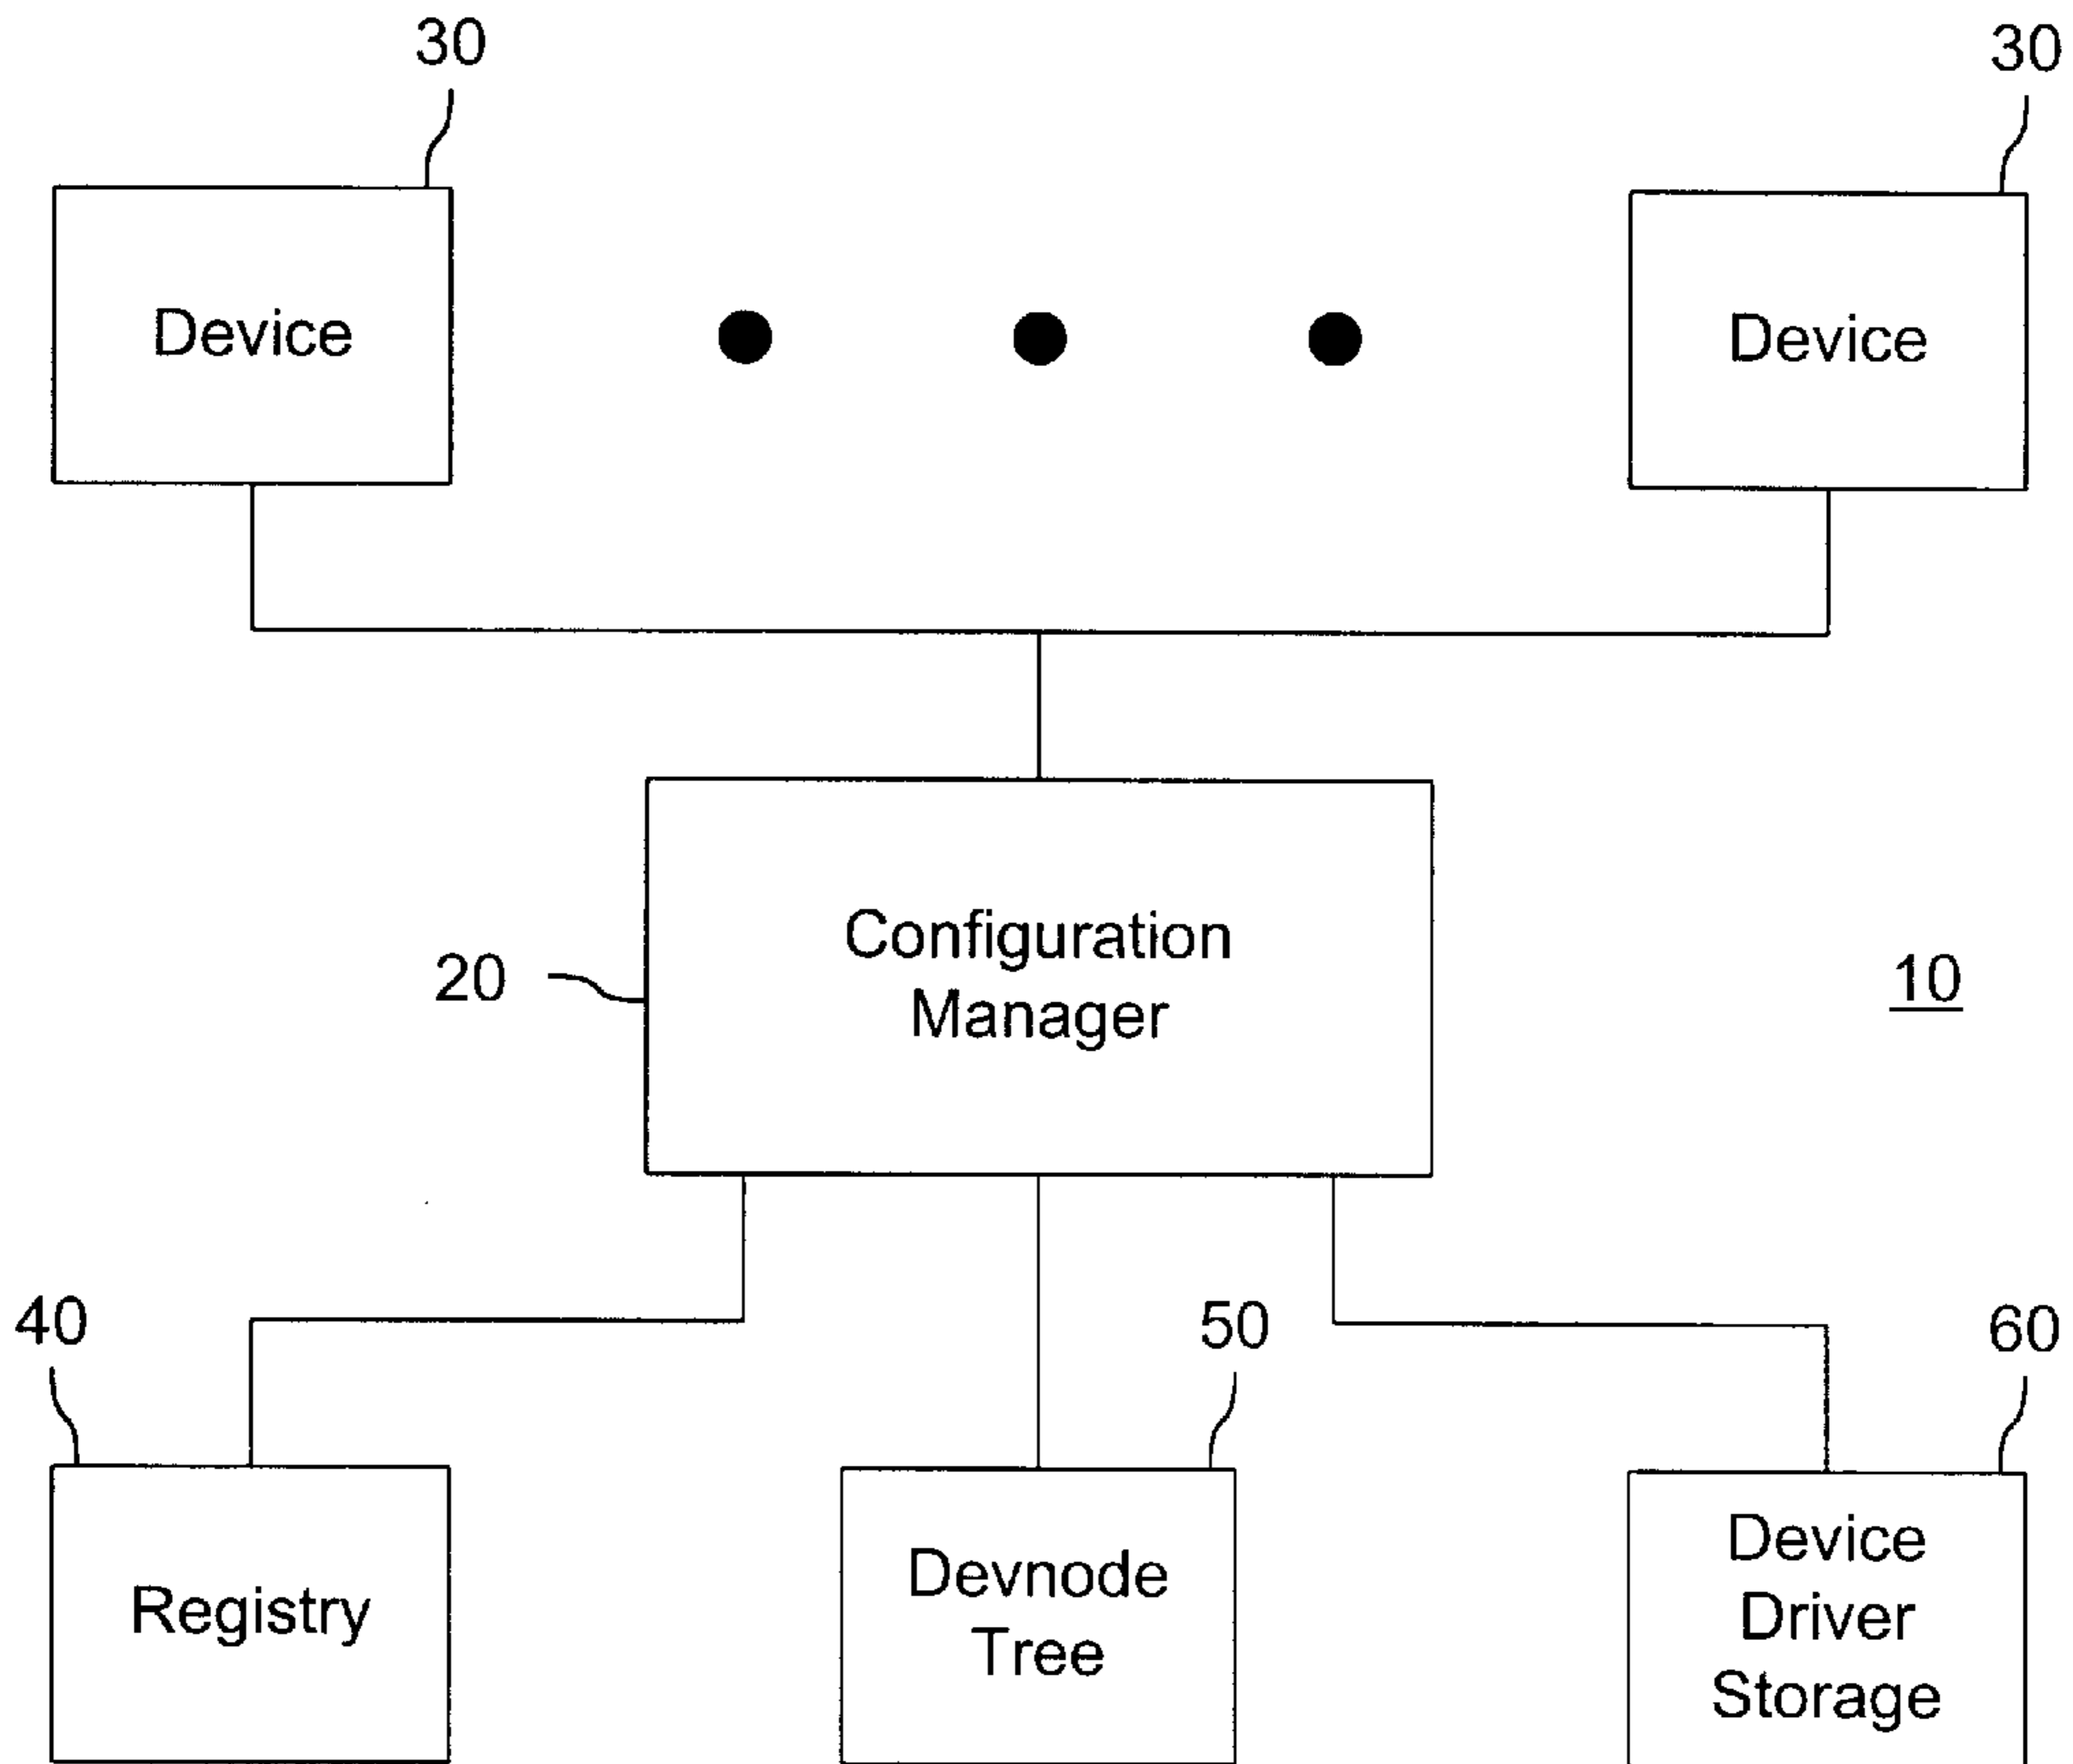 30
30
Device
Device
Configuration
Manager
20
10
40
50
60
Registry
Devnode
Tree
Device
Driver
Storage